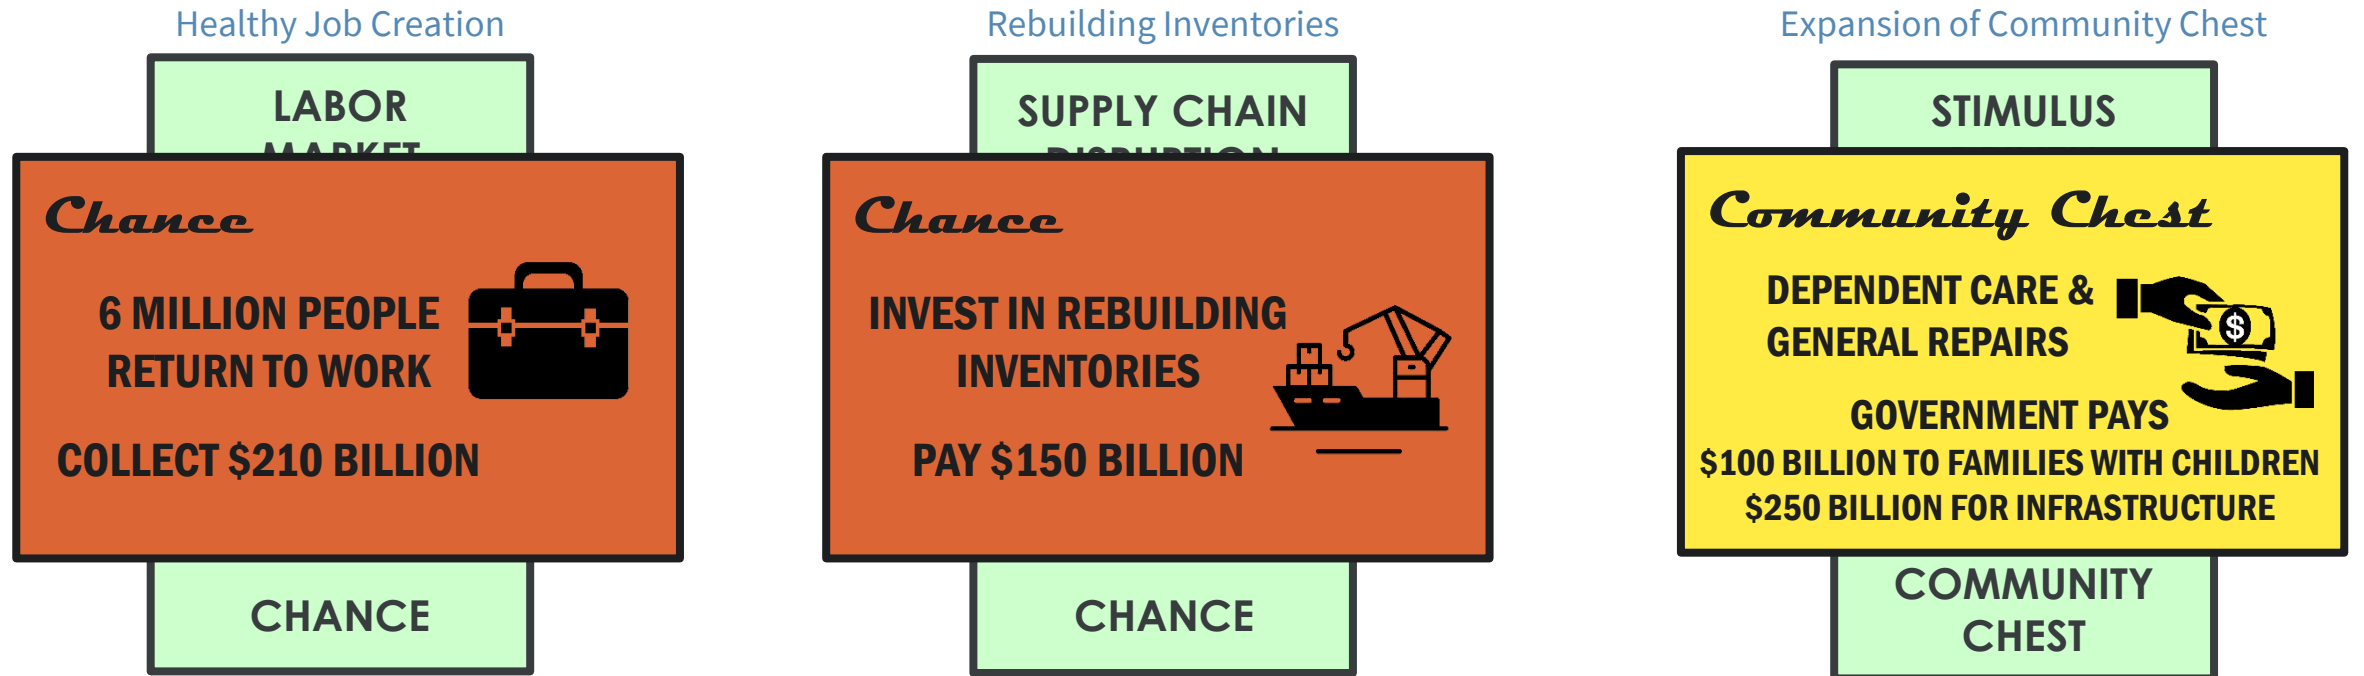 Healthy Job Creation
LABOR
MARKET
Chance
6 MILLION PEOPLE
RETURN TO WORK
COLLECT $210 BILLION
CHANCE
Rebuilding Inventories
SUPPLY CHAIN
DISRUPTION
Chance
INVEST IN REBUILDING
INVENTORIES
PAY $150 BILLION
CHANCE
Expansion of Community Chest
STIMULUS
Community Chest
DEPENDENT CARE &
GENERAL REPAIRS
$
GOVERNMENT PAYS
$100 BILLION TO FAMILIES WITH CHILDREN
$250 BILLION FOR INFRASTRUCTURE
COMMUNITY
CHEST